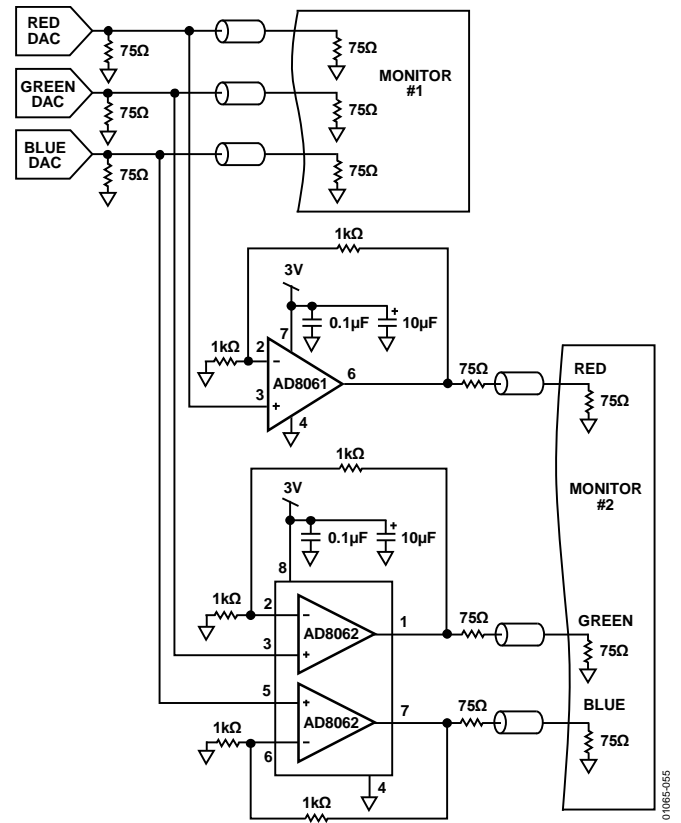 RED
DAC
75Ω
75Ω
MONITOR
#1
GREEN
DAC
75Ω
75Ω
BLUE
DAC
75Ω
75Ω
1kΩ
3V
0.1µF
+
10µF
7
1kΩ
2
−
AD8061
6
3
+
4
75Ω
RED
75Ω
1kΩ
3V
0.1µF
+
10µF
MONITOR
#2
8
1kΩ
2
−
AD8062
1
3
+
75Ω
GREEN
75Ω
5
+
AD8062
7
1kΩ
−
6
75Ω
BLUE
75Ω
4
1kΩ
01065-055